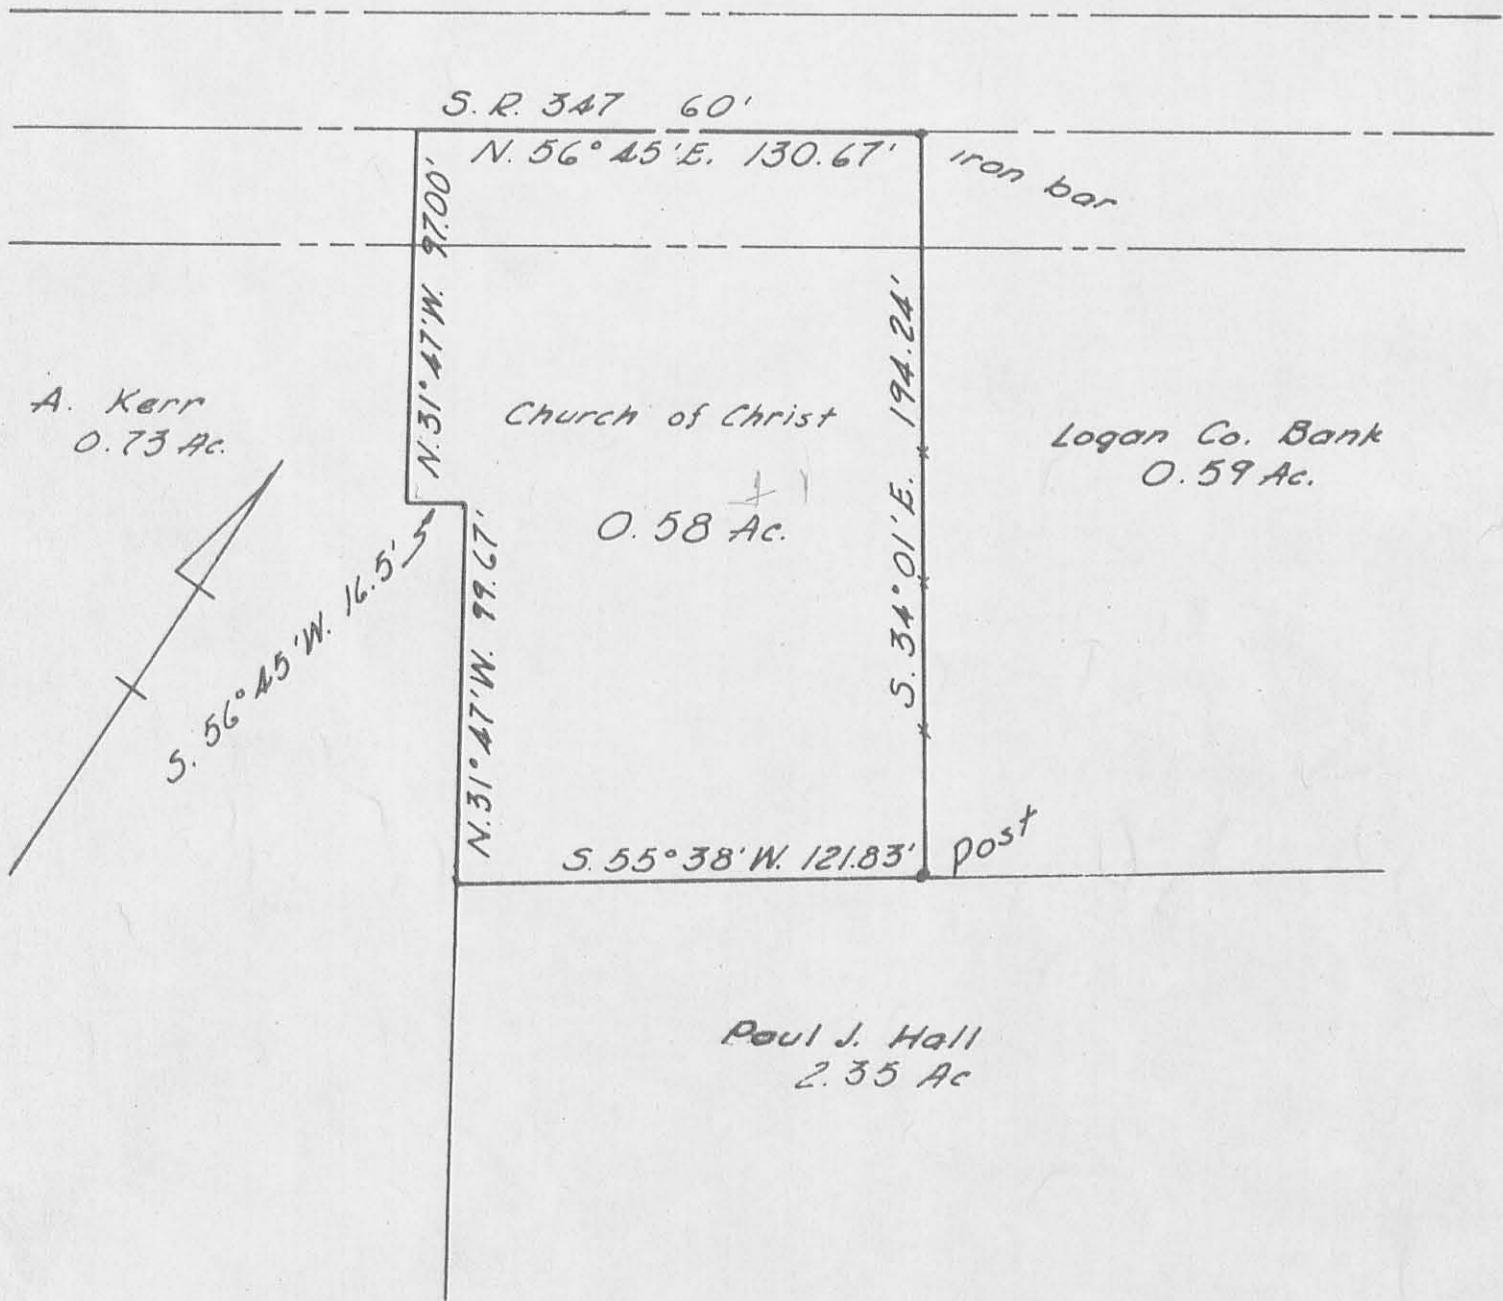 S. R. 347 60'
N. 56° 45' E. 130.67'
iron bar
N. 31° 47' W. 97.00'
A. Kerr
0.73 Ac.
Church of Christ
0.58 Ac.
S. 34° 01' E. 194.24'
Logan Co. Bank
0.59 Ac.
S. 56° 45' W. 16.5'
N. 31° 47' W. 99.67'
S. 55° 38' W. 121.83'
post
Paul J. Hall
2.35 Ac